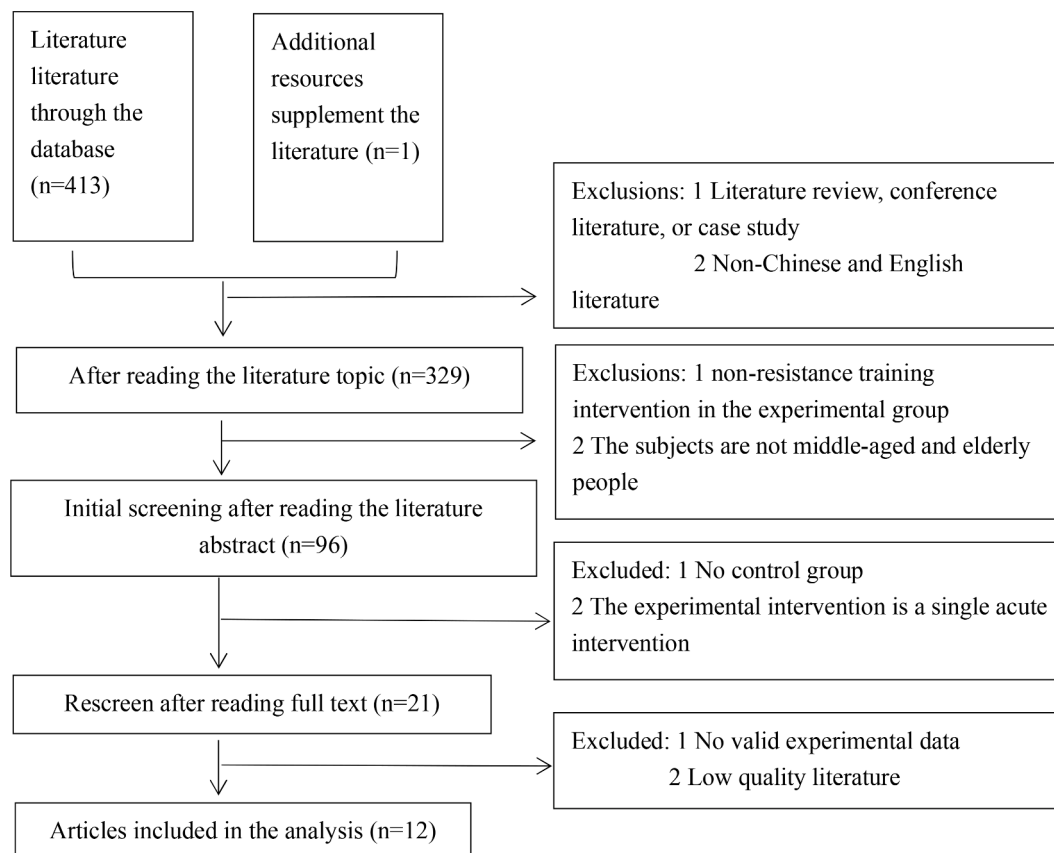 Literature
literature
through the
database
(n=413)
Additional
resources
supplement the
literature (n=1)
Exclusions: 1 Literature review, conference
literature, or case study
2 Non-Chinese and English
literature
After reading the literature topic (n=329)
Exclusions: 1 non-resistance training
intervention in the experimental group
2 The subjects are not middle-aged and elderly
people
Initial screening after reading the literature
abstract (n=96)
Excluded: 1 No control group
2 The experimental intervention is a single acute
intervention
Rescreen after reading full text (n=21)
Excluded: 1 No valid experimental data
2 Low quality literature
Articles included in the analysis (n=12)